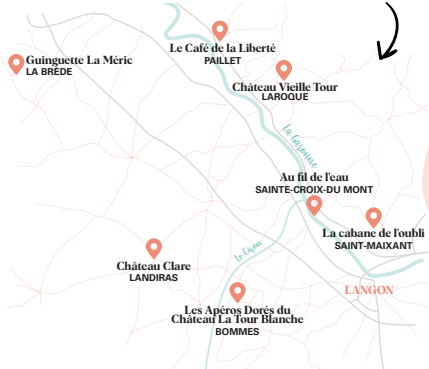 Le Café de la Liberté
PAILLET
Guinguette La Méric
LA BRÈDE
Château Vieille Tour
LAROQUE
la Garonne
Au fil de l'eau
SAINTE-CROIX-DU MONT
La cabane de l'oubli
SAINT-MAIXANT
le Ciron
Château Clare
LANDIRAS
LANGON
Les Apéros Dorés du
Château La Tour Blanche
BOMMES